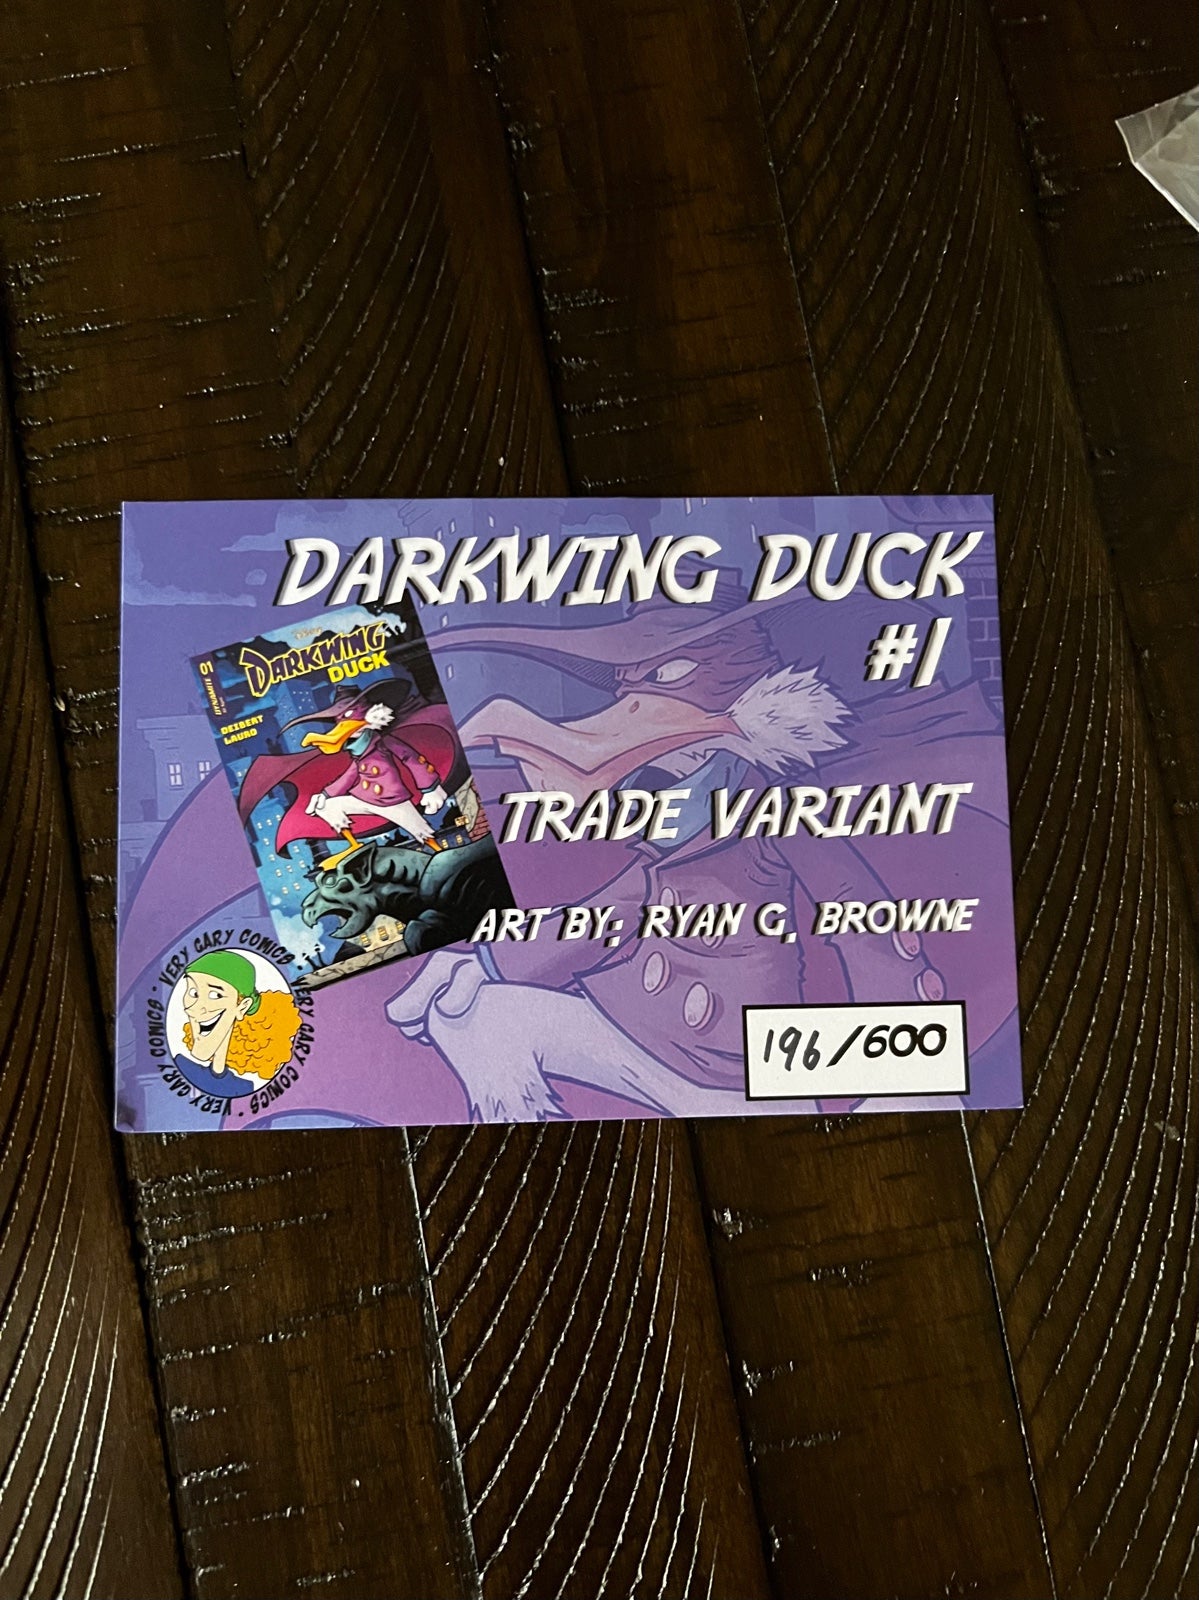 DARKWING DUCK
#1
01
DYNAMITE
DARKWING
DUCK
DEIBERT
LAURO
TRADE VARIANT
ART BY: RYAN G. BROWNE
VERY GARY COMICS • VERY GARY COMICS • VERY GARY COMICS •
196/600